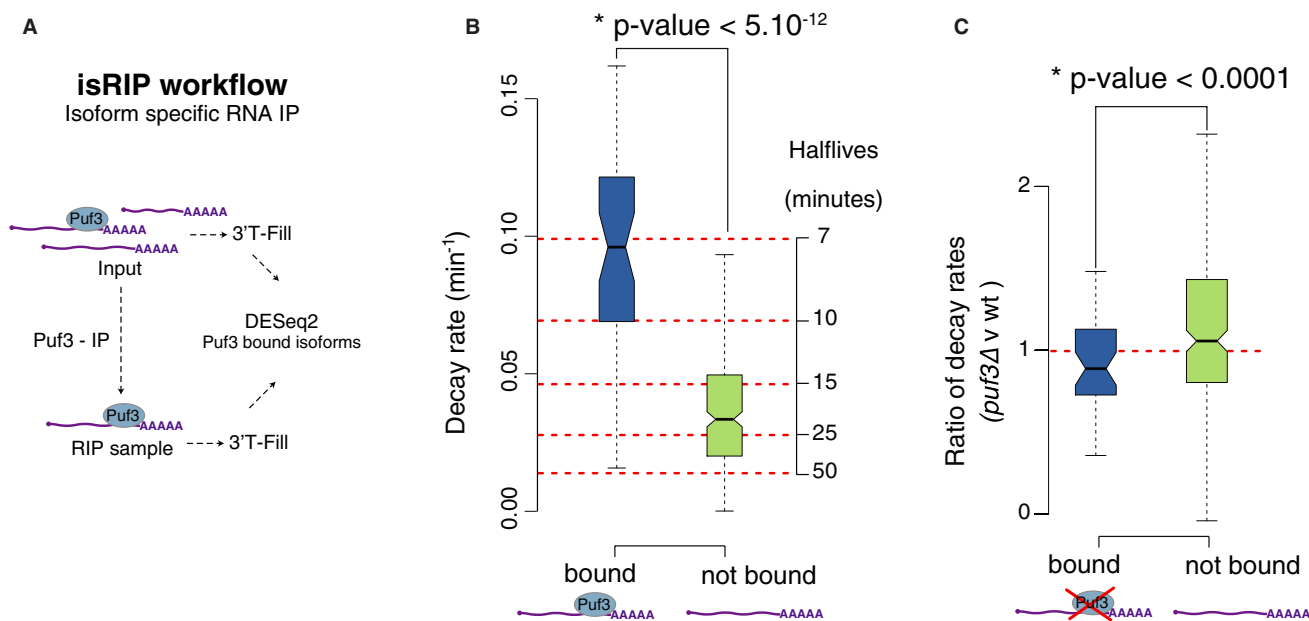 A
isRIP workflow
Isoform specific RNA IP
Puf3
AAAAA
AAAAA
AAAAA
Input
3'T-Fill
Puf3 - IP
DESeq2
Puf3 bound isoforms
Puf3
AAAAA
RIP sample
3'T-Fill
B
* p-value < 5.10⁻¹²
Decay rate (min⁻¹)
0.15
0.10
0.05
0.00
Halflives
(minutes)
7
10
15
25
50
bound
not bound
Puf3
AAAAA
AAAAA
C
* p-value < 0.0001
Ratio of decay rates
(puf3Δ v wt )
2
1
0
bound
not bound
Puf3
AAAAA
AAAAA